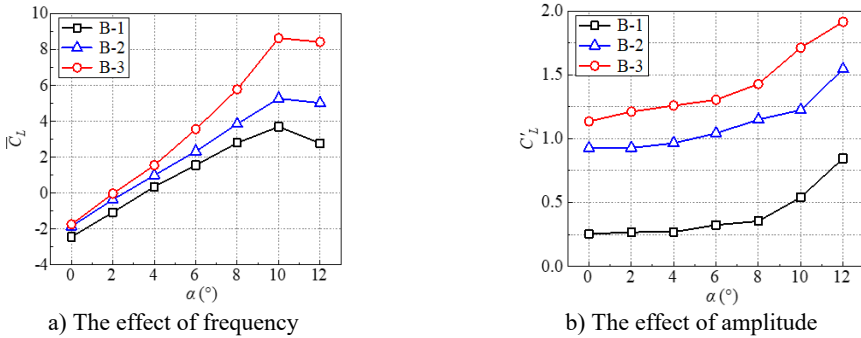 10
8
6
4
2
0
-2
-4
C̅L
B-1
B-2
B-3
0 2 4 6 8 10 12
α (°)
a) The effect of frequency
2.0
1.5
1.0
0.5
0.0
C'L
B-1
B-2
B-3
0 2 4 6 8 10 12
α (°)
b) The effect of amplitude